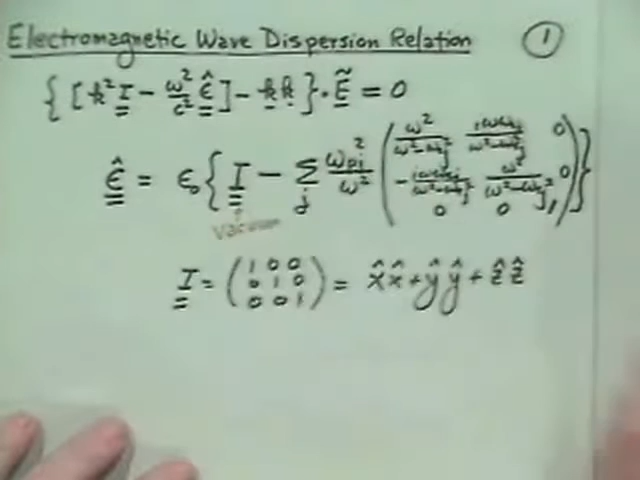 Electromagnetic Wave Dispersion Relation ①
{ [ k² I̳ − ω²/c² ε̳̂ ] − k̲ k̲ } · Ẽ̲ = 0
ε̳̂ = ε₀ { I̳ − Σ_j ω_pj²/ω² ( ω²/(ω²−ω_cj²) iωω_cj/(ω²−ω_cj²) 0
− iωω_cj/(ω²−ω_cj²) ω²/(ω²−ω_cj²) 0
0 0 1 ) }
Vacuum
I̳ = ( 1 0 0
0 1 0
0 0 1 ) = x̂x̂ + ŷŷ + ẑẑ